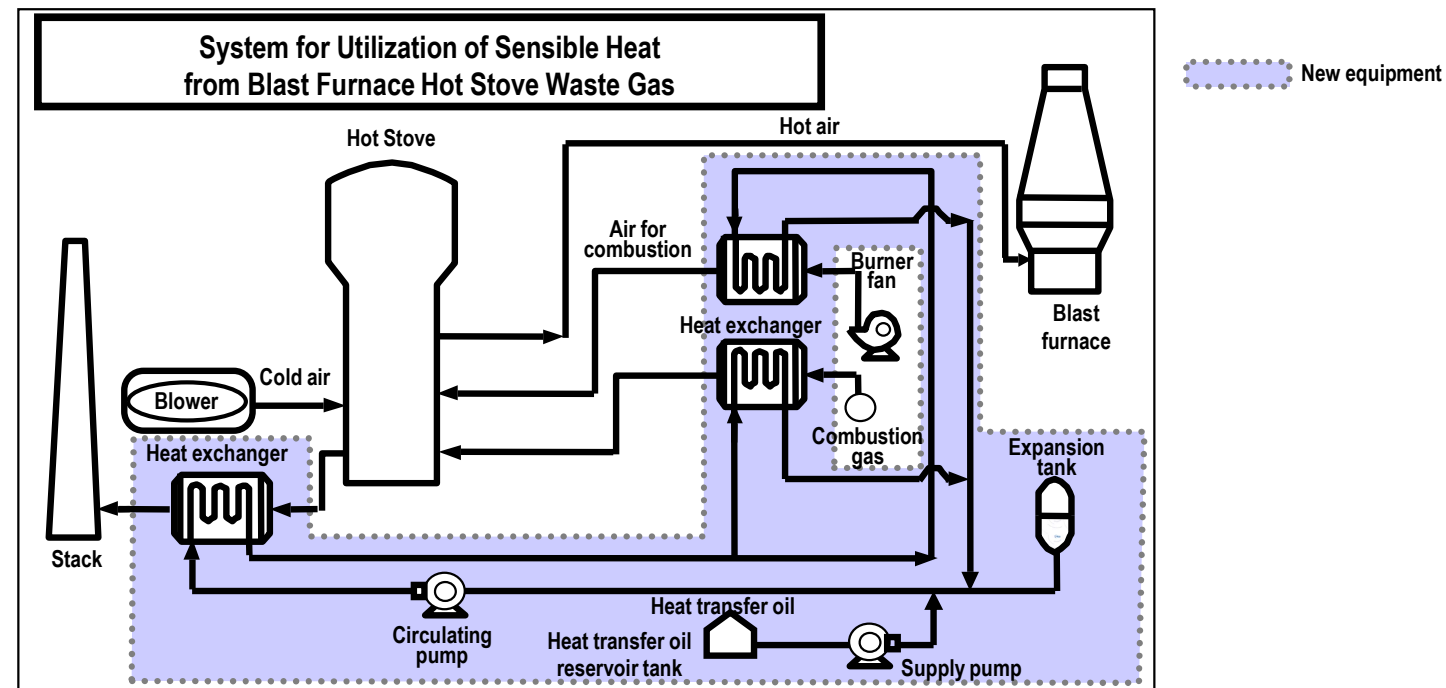 System for Utilization of Sensible Heat
from Blast Furnace Hot Stove Waste Gas
New equipment
Hot Stove
Hot air
Air for
combustion
Burner
fan
Blast
furnace
Heat exchanger
Cold air
Blower
Combustion
gas
Heat exchanger
Expansion
tank
Stack
Heat transfer oil
Circulating
pump
Heat transfer oil
reservoir tank
Supply pump